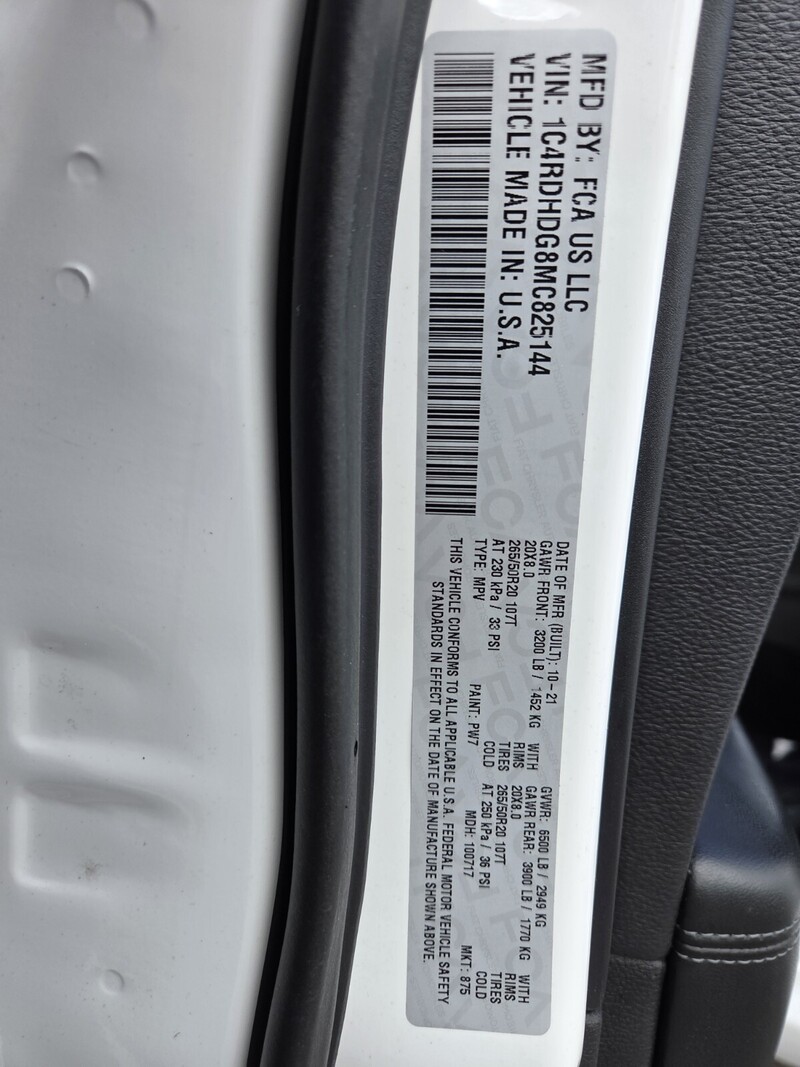 MFD BY: FCA US LLC
VIN: 1C4RDHDG8MC825144
VEHICLE MADE IN: U.S.A.
DATE OF MFR (BUILT): 10-21 GVWR: 6500 LB / 2949 KG
GAWR FRONT: 3200 LB / 1452 KG WITH GAWR REAR: 3900 LB / 1770 KG WITH
20X8.0 RIMS 20X8.0 RIMS
265/50R20 107T TIRES 265/50R20 107T TIRES
AT 230 kPa / 33 PSI COLD AT 250 kPa / 36 PSI COLD
TYPE: MPV PAINT: PW7 MDH: 100717 MKT: 875
THIS VEHICLE CONFORMS TO ALL APPLICABLE U.S.A. FEDERAL MOTOR VEHICLE SAFETY
STANDARDS IN EFFECT ON THE DATE OF MANUFACTURE SHOWN ABOVE.